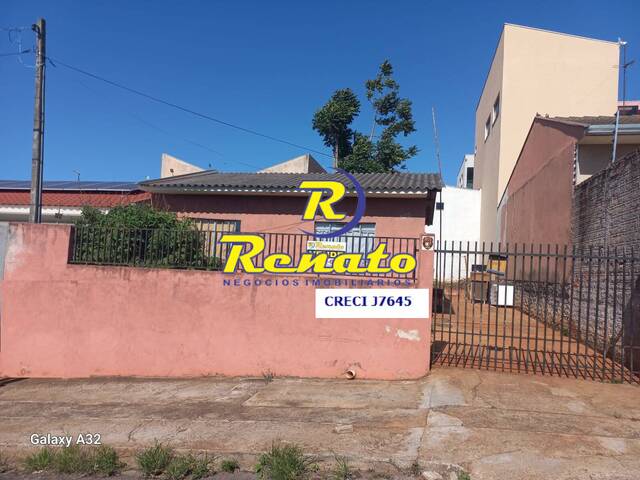 R
Renato
NEGÓCIOS IMOBILIÁRIOS
CRECI J7645
Galaxy A32